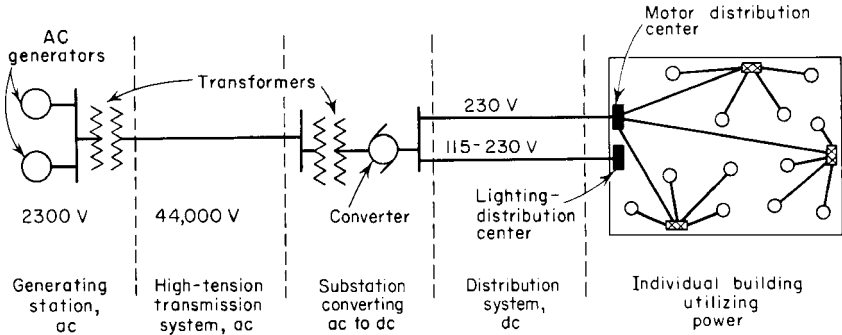 AC
generators
Transformers
Motor distribution
center
230 V
115-230 V
Converter
Lighting-
distribution
center
2300 V
44,000 V
Generating
station,
ac
High-tension
transmission
system, ac
Substation
converting
ac to dc
Distribution
system,
dc
Individual building
utilizing
power